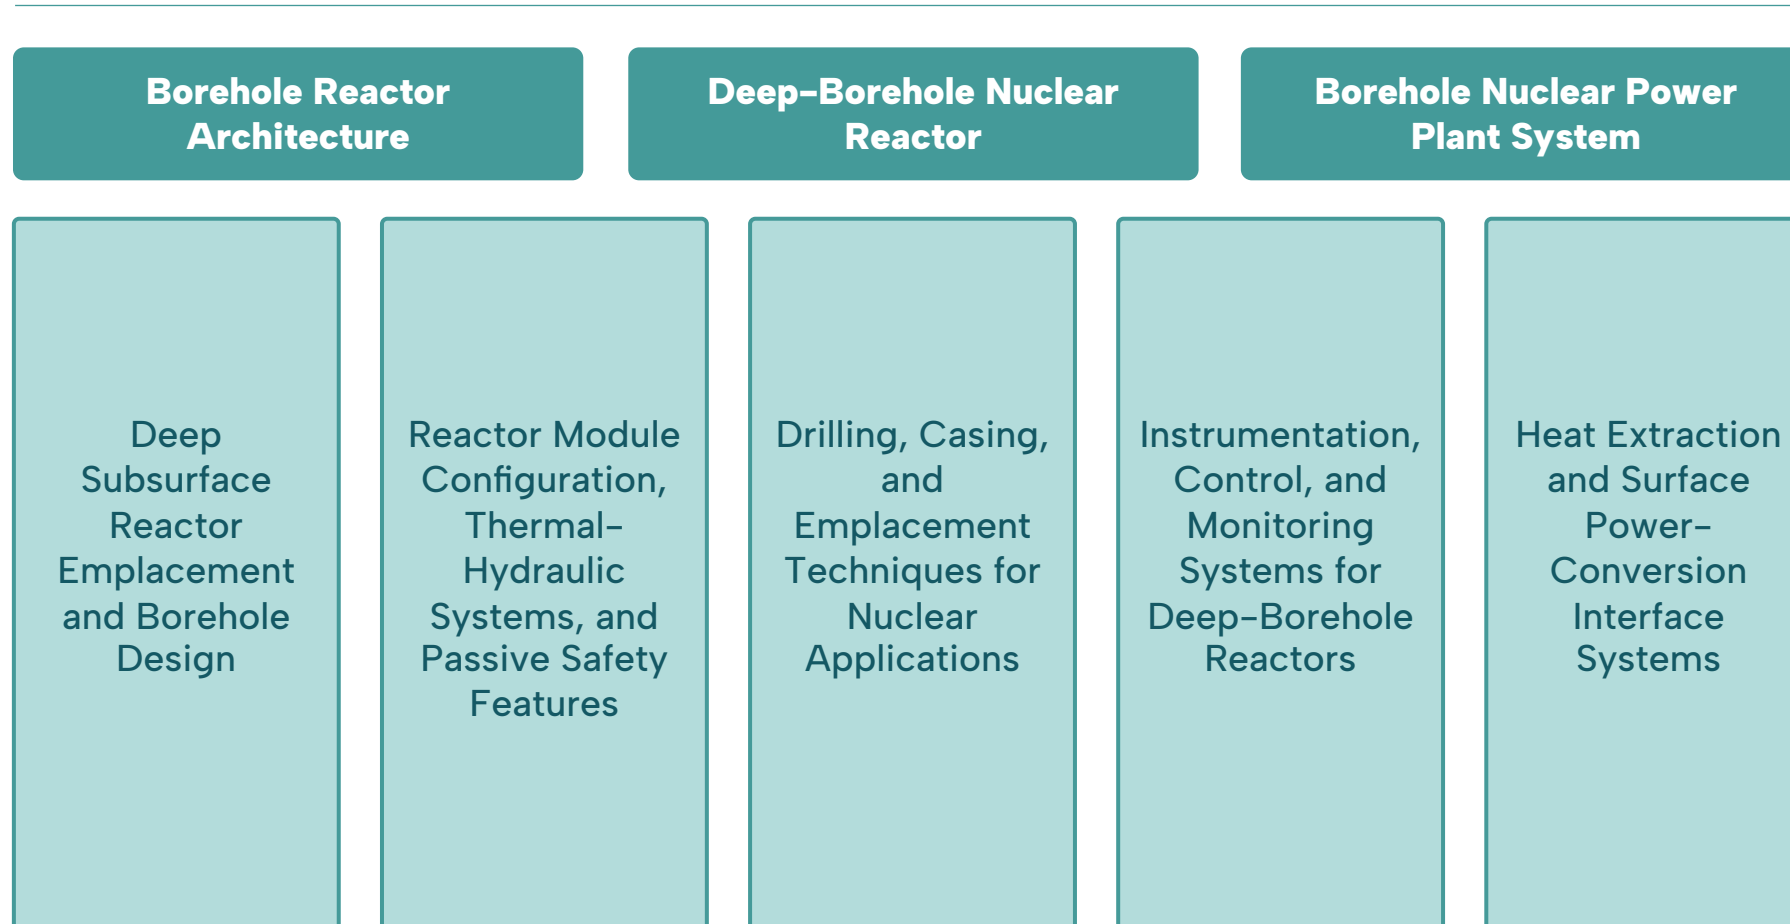 Borehole Reactor
Architecture
Deep-Borehole Nuclear
Reactor
Borehole Nuclear Power
Plant System
Deep
Subsurface
Reactor
Emplacement
and Borehole
Design
Reactor Module
Configuration,
Thermal-
Hydraulic
Systems, and
Passive Safety
Features
Drilling, Casing,
and
Emplacement
Techniques for
Nuclear
Applications
Instrumentation,
Control, and
Monitoring
Systems for
Deep-Borehole
Reactors
Heat Extraction
and Surface
Power-
Conversion
Interface
Systems